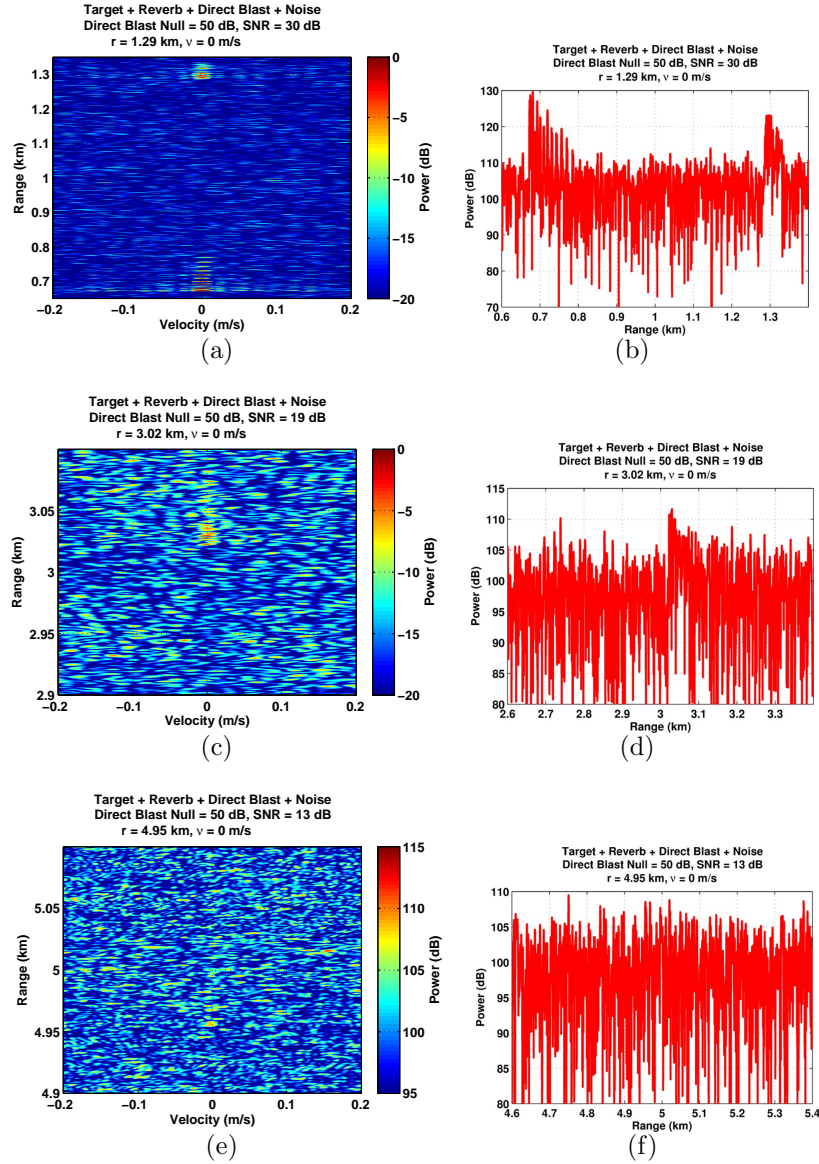 Target + Reverb + Direct Blast + Noise
Direct Blast Null = 50 dB, SNR = 30 dB
r = 1.29 km, ν = 0 m/s
Range (km)
1.3
1.2
1.1
1
0.9
0.8
0.7
−0.2 −0.1 0 0.1 0.2
Velocity (m/s)
0
−5
−10
−15
−20
Power (dB)
(a)
Target + Reverb + Direct Blast + Noise
Direct Blast Null = 50 dB, SNR = 30 dB
r = 1.29 km, ν = 0 m/s
Power (dB)
130
120
110
100
90
80
70
0.6 0.7 0.8 0.9 1 1.1 1.2 1.3
Range (km)
(b)
Target + Reverb + Direct Blast + Noise
Direct Blast Null = 50 dB, SNR = 19 dB
r = 3.02 km, ν = 0 m/s
Range (km)
3.05
3
2.95
2.9
−0.2 −0.1 0 0.1 0.2
Velocity (m/s)
0
−5
−10
−15
−20
Power (dB)
(c)
Target + Reverb + Direct Blast + Noise
Direct Blast Null = 50 dB, SNR = 19 dB
r = 3.02 km, ν = 0 m/s
Power (dB)
115
110
105
100
95
90
85
80
2.6 2.7 2.8 2.9 3 3.1 3.2 3.3
Range (km)
(d)
Target + Reverb + Direct Blast + Noise
Direct Blast Null = 50 dB, SNR = 13 dB
r = 4.95 km, ν = 0 m/s
Range (km)
5.05
5
4.95
4.9
−0.2 −0.1 0 0.1 0.2
Velocity (m/s)
115
110
105
100
95
Power (dB)
(e)
Target + Reverb + Direct Blast + Noise
Direct Blast Null = 50 dB, SNR = 13 dB
r = 4.95 km, ν = 0 m/s
Power (dB)
110
105
100
95
90
85
80
4.6 4.7 4.8 4.9 5 5.1 5.2 5.3 5.4
Range (km)
(f)